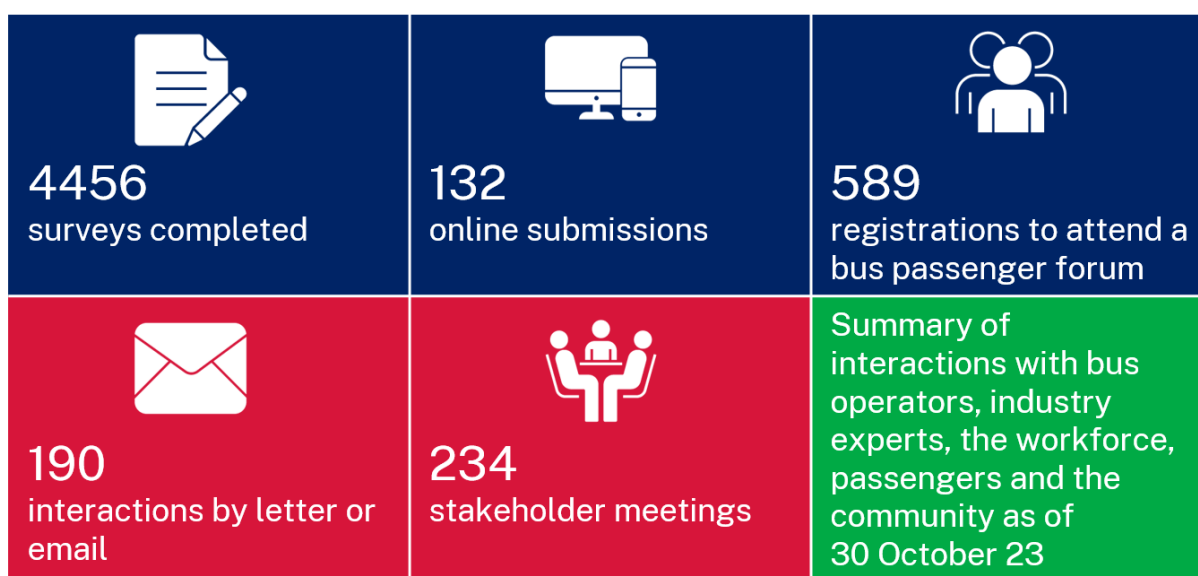 4456
surveys completed
132
online submissions
589
registrations to attend a
bus passenger forum
190
interactions by letter or
email
234
stakeholder meetings
Summary of
interactions with bus
operators, industry
experts, the workforce,
passengers and the
community as of
30 October 23